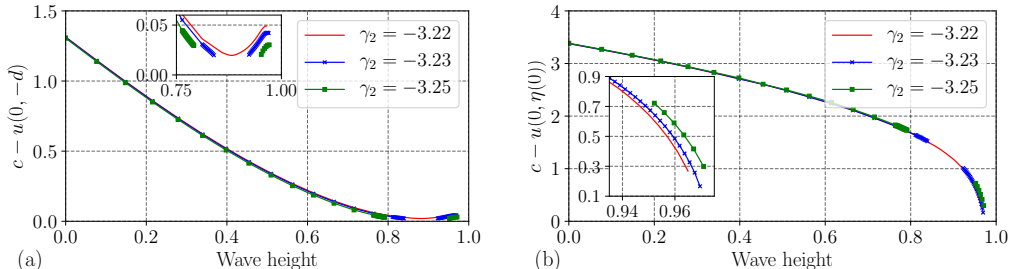 c − u(0, −d)
1.5
1.0
0.5
0.0
0.0 0.2 0.4 0.6 0.8 1.0
Wave height
(a)
0.05
0.00
0.75 1.00
γ₂ = −3.22
γ₂ = −3.23
γ₂ = −3.25
c − u(0, η(0))
4
3
2
1
0
0.0 0.2 0.4 0.6 0.8 1.0
Wave height
(b)
0.9
0.7
0.5
0.3
0.1
0.94 0.96
γ₂ = −3.22
γ₂ = −3.23
γ₂ = −3.25